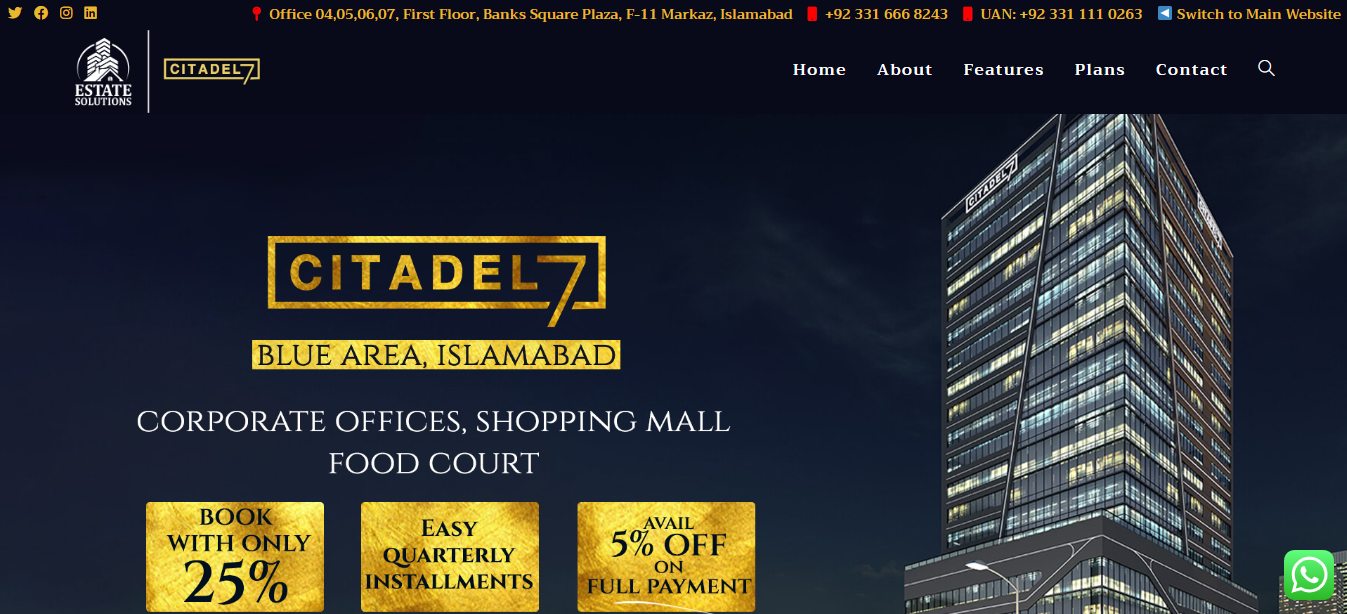 Office 04,05,06,07, First Floor, Banks Square Plaza, F-11 Markaz, Islamabad +92 331 666 8243 UAN: +92 331 111 0263 Switch to Main Website
ESTATE
SOLUTIONS
CITADEL 7
Home About Features Plans Contact
CITADEL 7
CITADEL 7
BLUE AREA, ISLAMABAD
CORPORATE OFFICES, SHOPPING MALL
FOOD COURT
BOOK
WITH ONLY
25%
EASY
QUARTERLY
INSTALLMENTS
AVAIL
5% OFF
ON
FULL PAYMENT